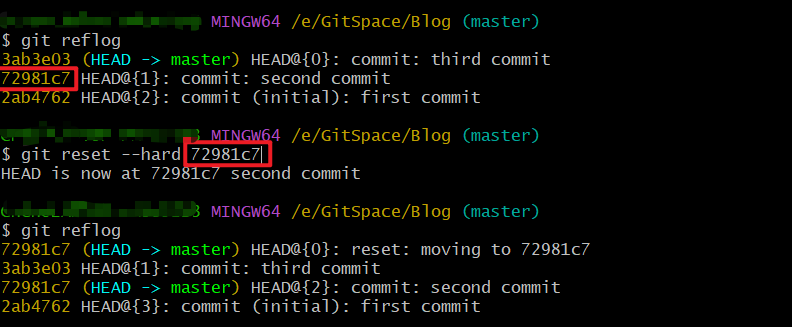 MINGW64 /e/GitSpace/Blog (master)
$ git reflog
3ab3e03 (HEAD -> master) HEAD@{0}: commit: third commit
72981c7 HEAD@{1}: commit: second commit
2ab4762 HEAD@{2}: commit (initial): first commit
MINGW64 /e/GitSpace/Blog (master)
$ git reset --hard 72981c7
HEAD is now at 72981c7 second commit
MINGW64 /e/GitSpace/Blog (master)
$ git reflog
72981c7 (HEAD -> master) HEAD@{0}: reset: moving to 72981c7
3ab3e03 HEAD@{1}: commit: third commit
72981c7 (HEAD -> master) HEAD@{2}: commit: second commit
2ab4762 HEAD@{3}: commit (initial): first commit